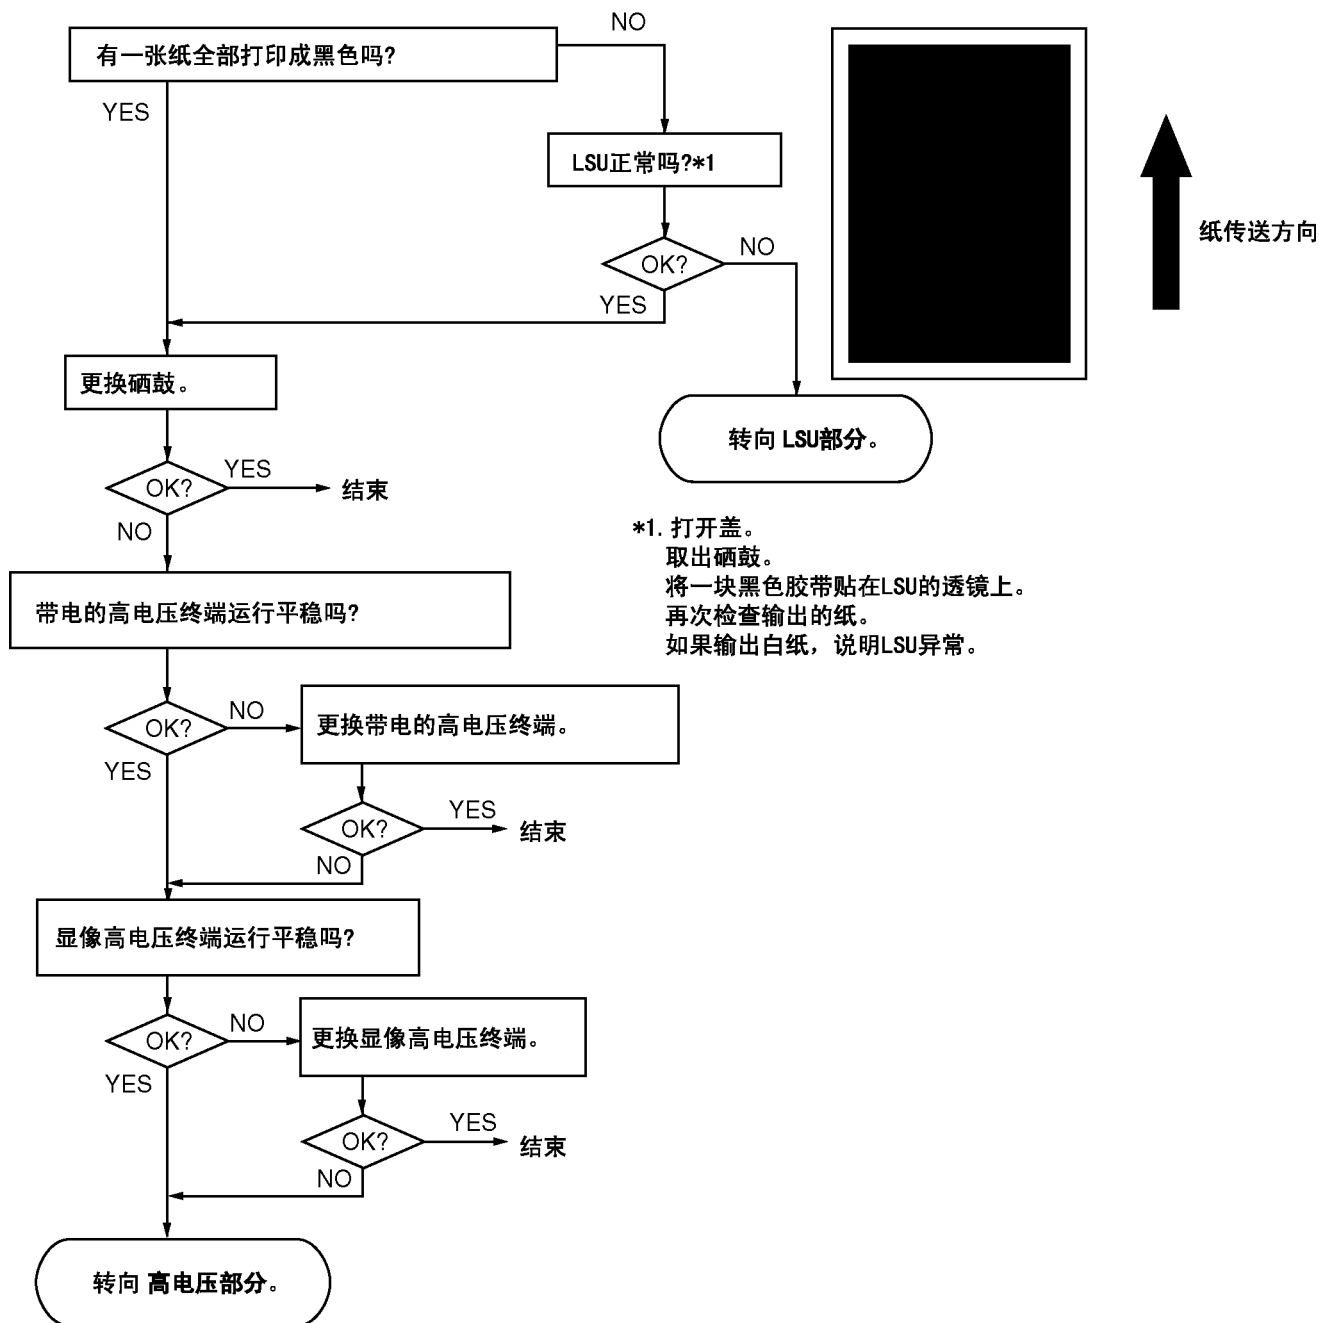 有一张纸全部打印成黑色吗?
NO
YES
LSU正常吗?*1
OK?
NO
YES
纸传送方向
更换硒鼓。
转向 LSU部分。
OK?
YES
结束
NO
*1. 打开盖。
取出硒鼓。
将一块黑色胶带贴在LSU的透镜上。
再次检查输出的纸。
如果输出白纸，说明LSU异常。
带电的高电压终端运行平稳吗?
OK?
NO
更换带电的高电压终端。
YES
OK?
YES
结束
NO
显像高电压终端运行平稳吗?
OK?
NO
更换显像高电压终端。
YES
OK?
YES
结束
NO
转向 高电压部分。